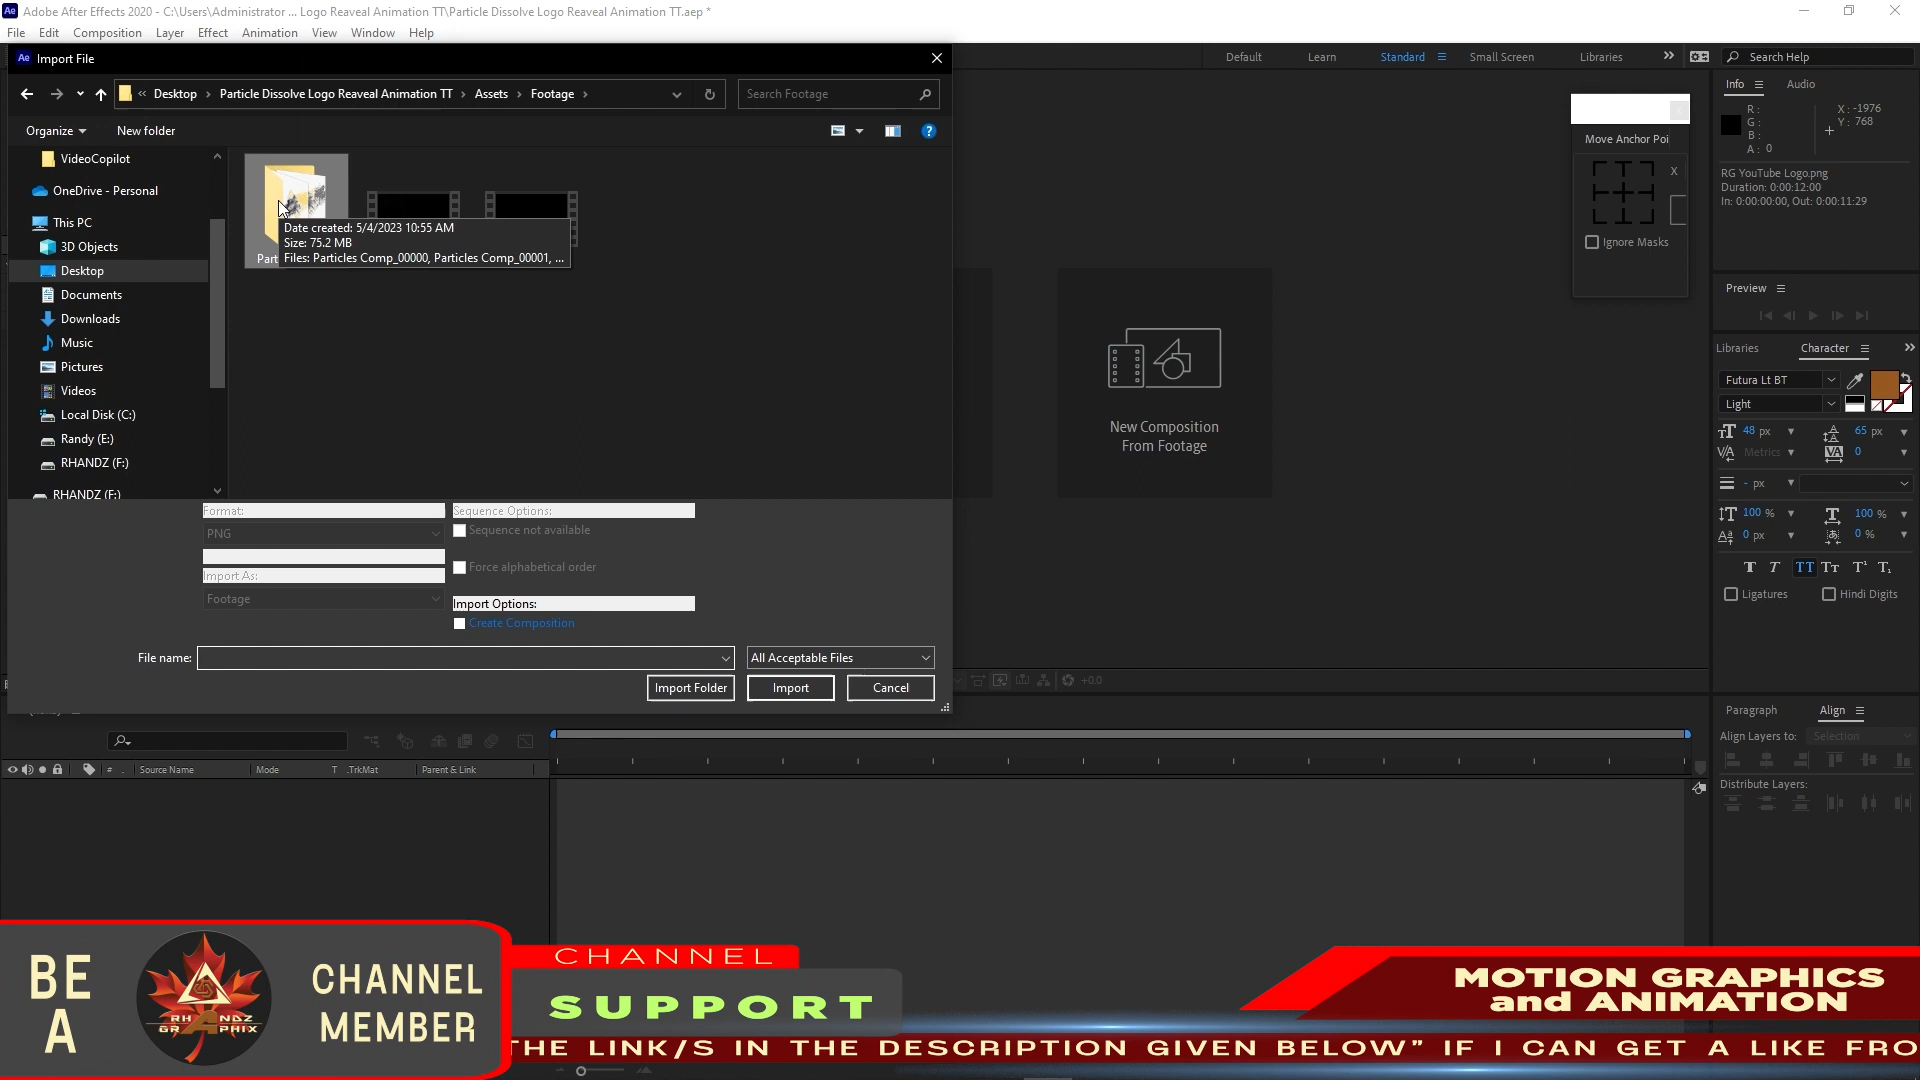 Adobe After Effects 2020 - C:\Users\Administrator ... Logo Reaveal Animation TT\Particle Dissolve Logo Reaveal Animation TT.aep *
File Edit Composition Layer Effect Animation View Window Help
Import File
Default Learn Standard Small Screen Libraries Search Help
Desktop Particle Dissolve Logo Reaveal Animation TT Assets Footage Search Footage
Organize New folder
VideoCopilot
OneDrive - Personal
This PC
3D Objects
Desktop
Documents
Downloads
Music
Pictures
Videos
Local Disk (C:)
Randy (E:)
RHANDZ (F:)
RHANDZ (F:)
Part
Date created: 5/4/2023 10:55 AM
Size: 75.2 MB
Files: Particles Comp_00000, Particles Comp_00001, ...
Format:
PNG
Import As:
Footage
Sequence Options:
Sequence not available
Force alphabetical order
Import Options:
Create Composition
File name:
All Acceptable Files
Import Folder Import Cancel
New Composition
From Footage
Move Anchor Poi
X
Ignore Masks
Info Audio
R:
G:
B:
A: 0
X: -1976
Y: 768
RG YouTube Logo.png
Duration: 0:00:12:00
In: 0:00:00:00, Out: 0:00:11:29
Preview
Libraries Character
Futura Lt BT
Light
48 px 65 px
Metrics 0
- px
100 % 100 %
0 px 0 %
Ligatures Hindi Digits
+0.0
Paragraph Align
Align Layers to: Selection
Distribute Layers:
# Source Name Mode T .TrkMat Parent & Link
BE
A
RHANDZ
GRAPHIX
CHANNEL
MEMBER
CHANNEL
SUPPORT
MOTION GRAPHICS
and ANIMATION
THE LINK/S IN THE DESCRIPTION GIVEN BELOW” IF I CAN GET A LIKE FRO